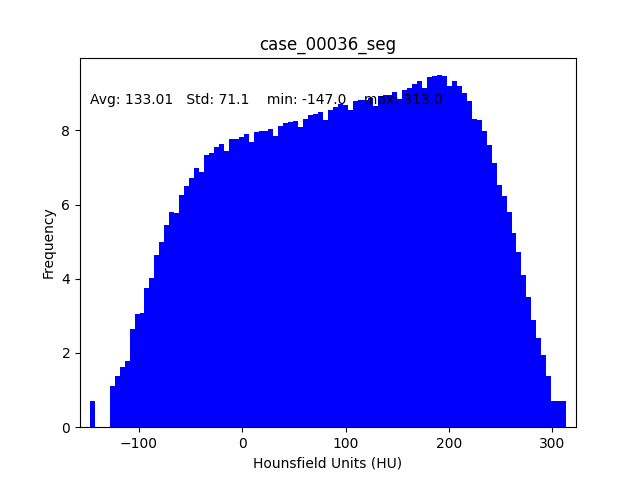 case_00036_seg
Avg: 133.01 Std: 71.1 min: -147.0 max: 313.0
8
6
4
2
0
Frequency
−100 0 100 200 300
Hounsfield Units (HU)